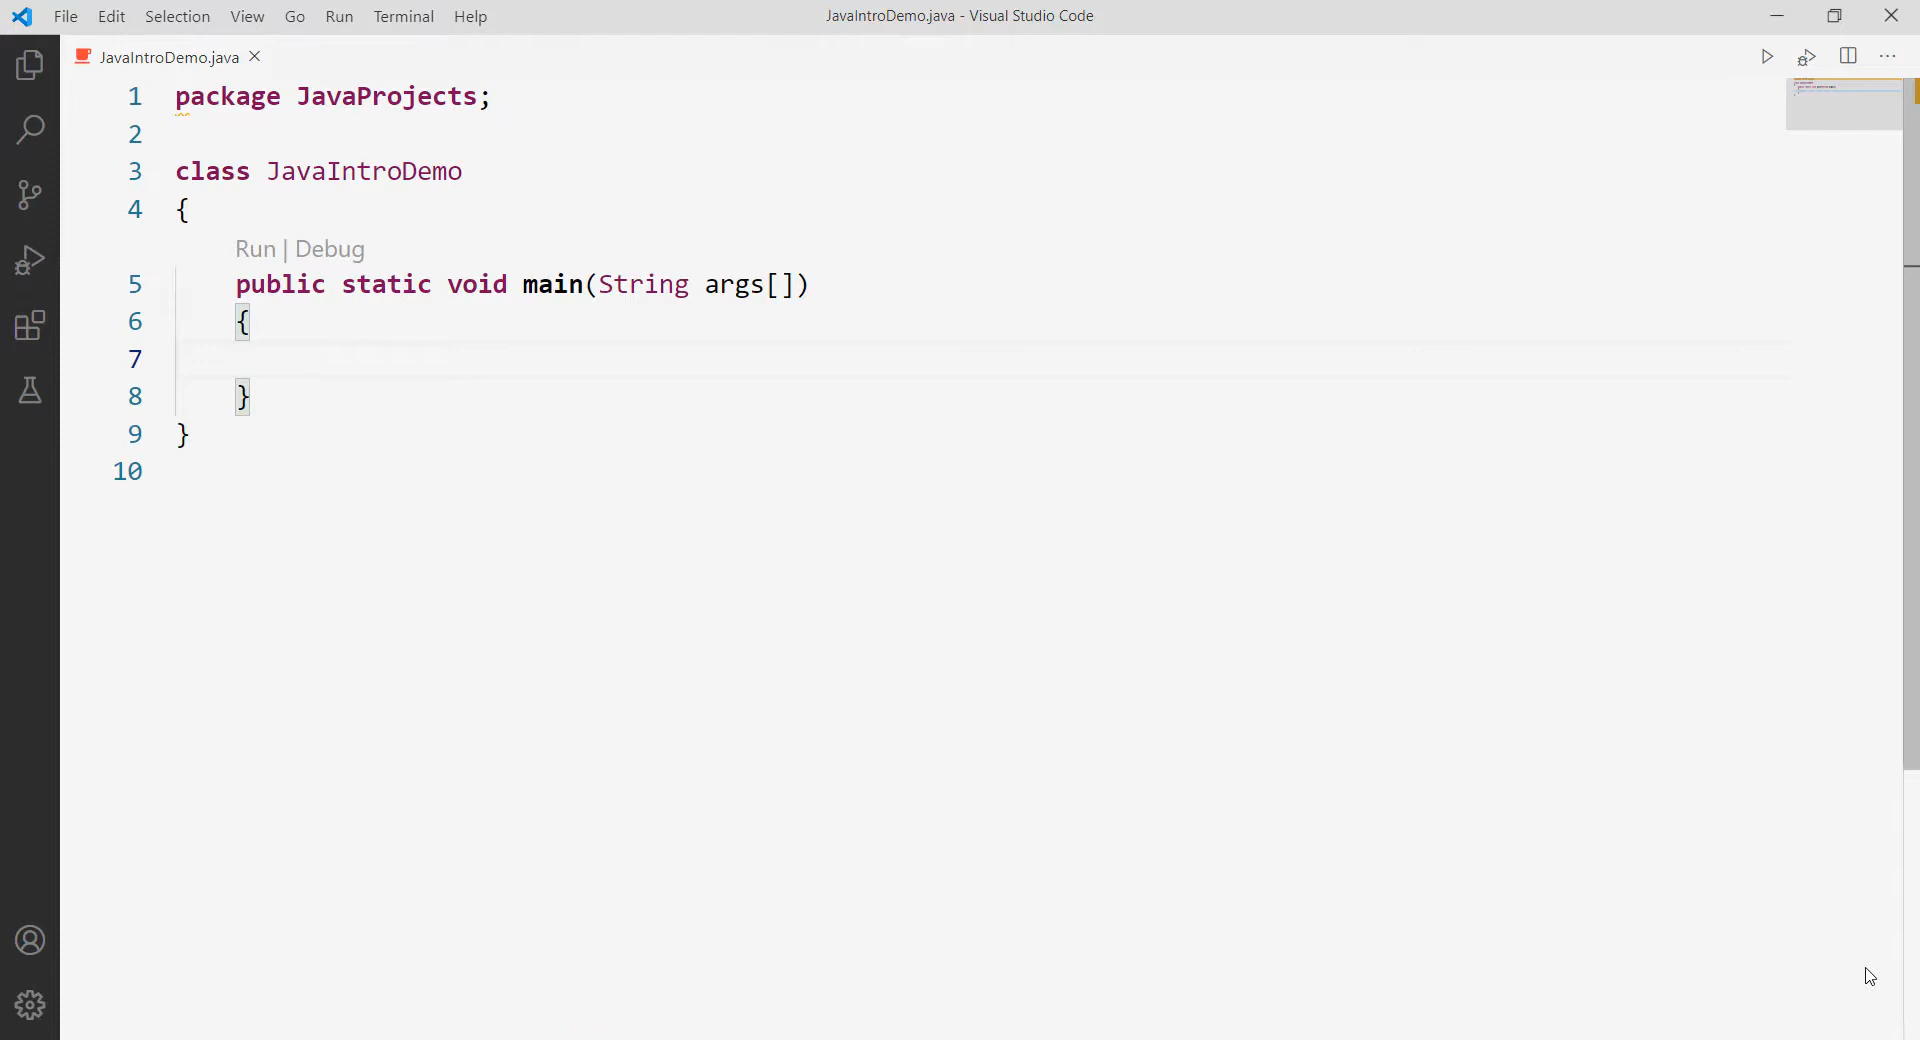 File Edit Selection View Go Run Terminal Help
JavaIntroDemo.java - Visual Studio Code
JavaIntroDemo.java
1 package JavaProjects;
2
3 class JavaIntroDemo
4 {
Run | Debug
5 public static void main(String args[])
6 {
7
8 }
9 }
10